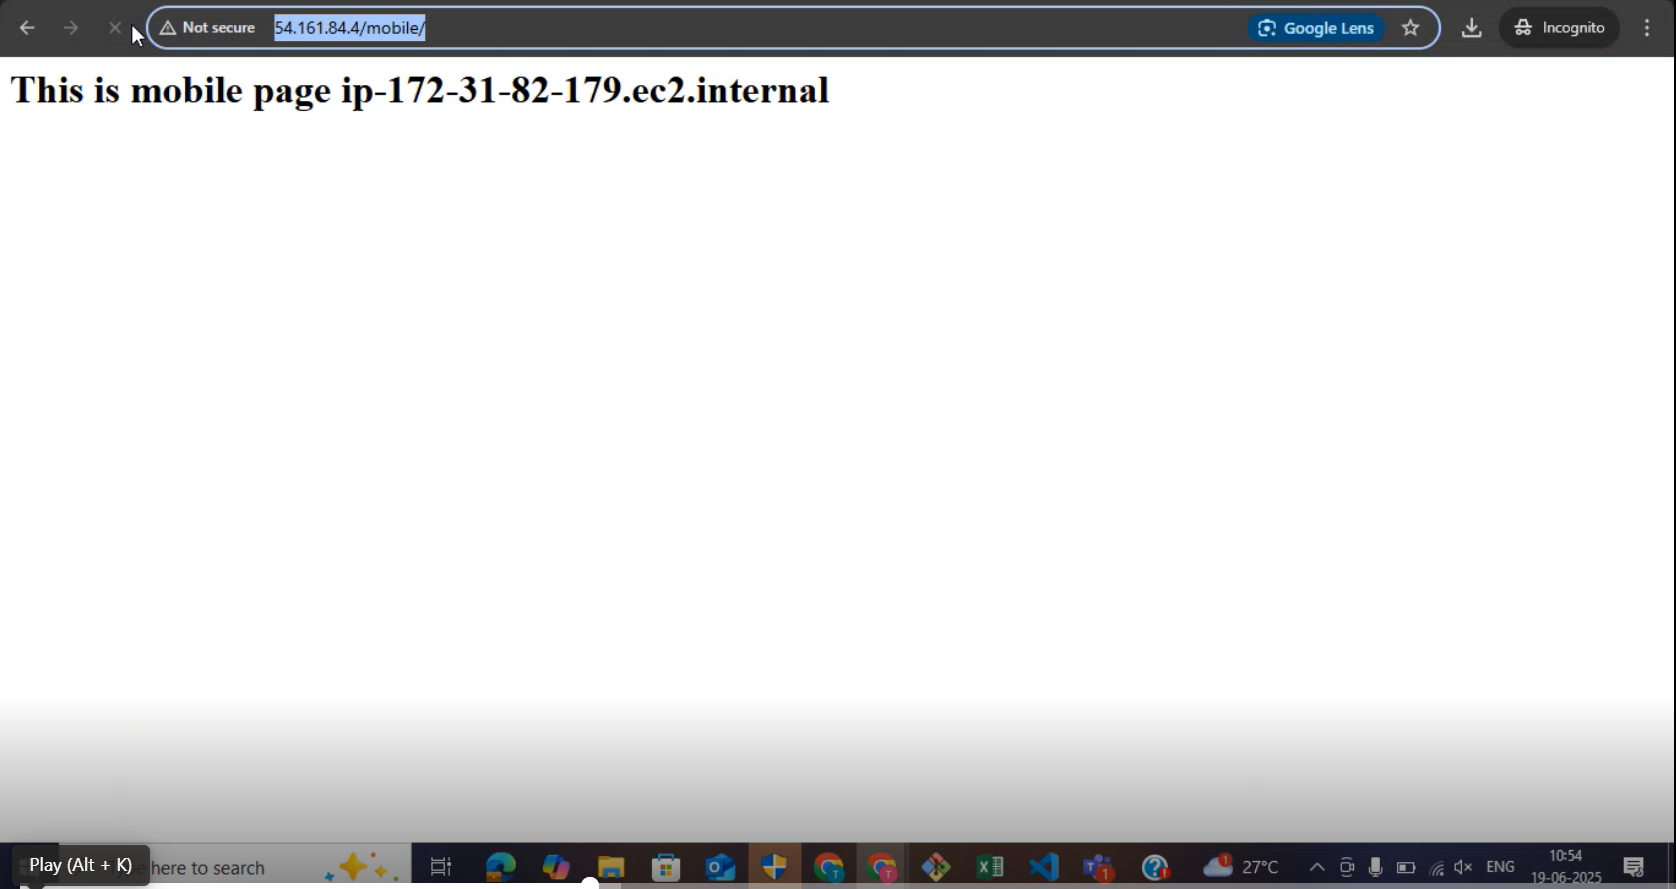 Not secure
54.161.84.4/mobile/
Google Lens
Incognito
This is mobile page ip-172-31-82-179.ec2.internal
Play (Alt + K)
here to search
1
27°C
ENG
10:54
19-06-2025